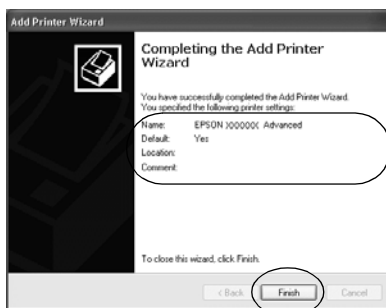 Add Printer Wizard
Completing the Add Printer
Wizard
You have successfully completed the Add Printer Wizard.
You specified the following printer settings:
Name: EPSON XXXXXX Advanced
Default: Yes
Location:
Comment:
To close this wizard, click Finish.
< Back Finish Cancel